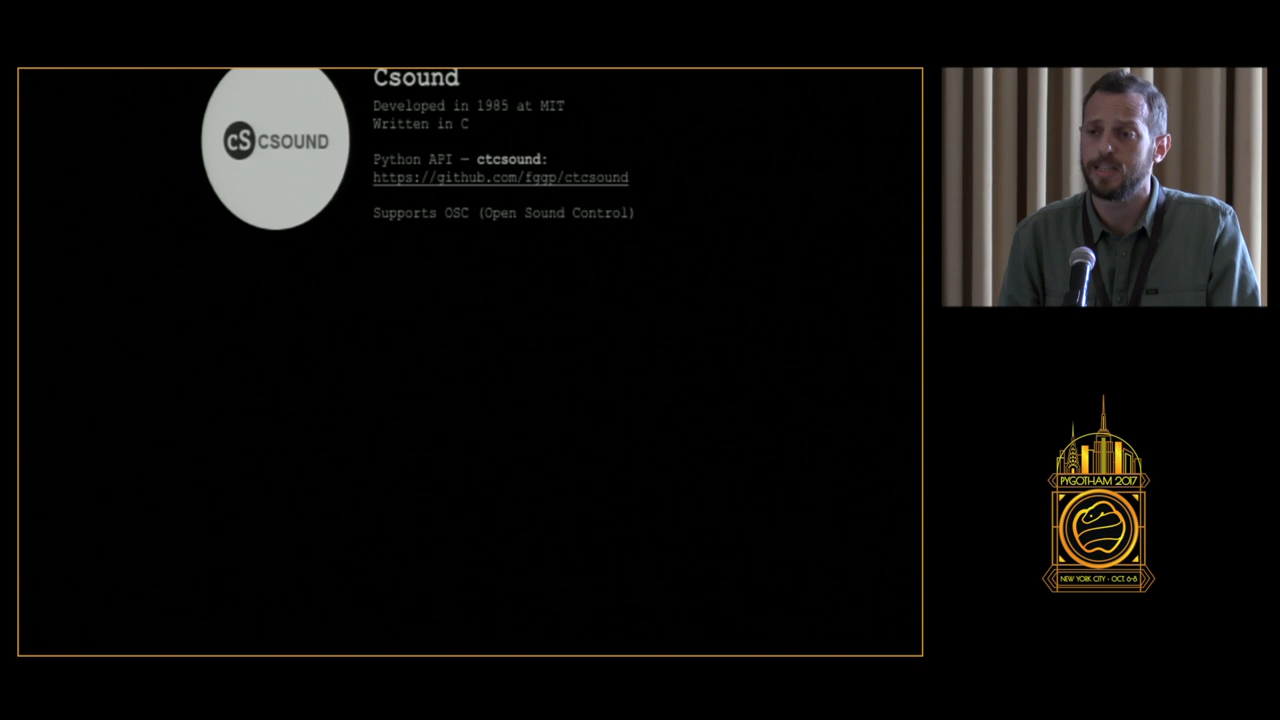 Csound
Developed in 1985 at MIT
Written in C
cS CSOUND
Python API – ctcsound:
https://github.com/fggp/ctcsound
Supports OSC (Open Sound Control)
PYGOTHAM 2017
NEW YORK CITY - OCT. 6-8